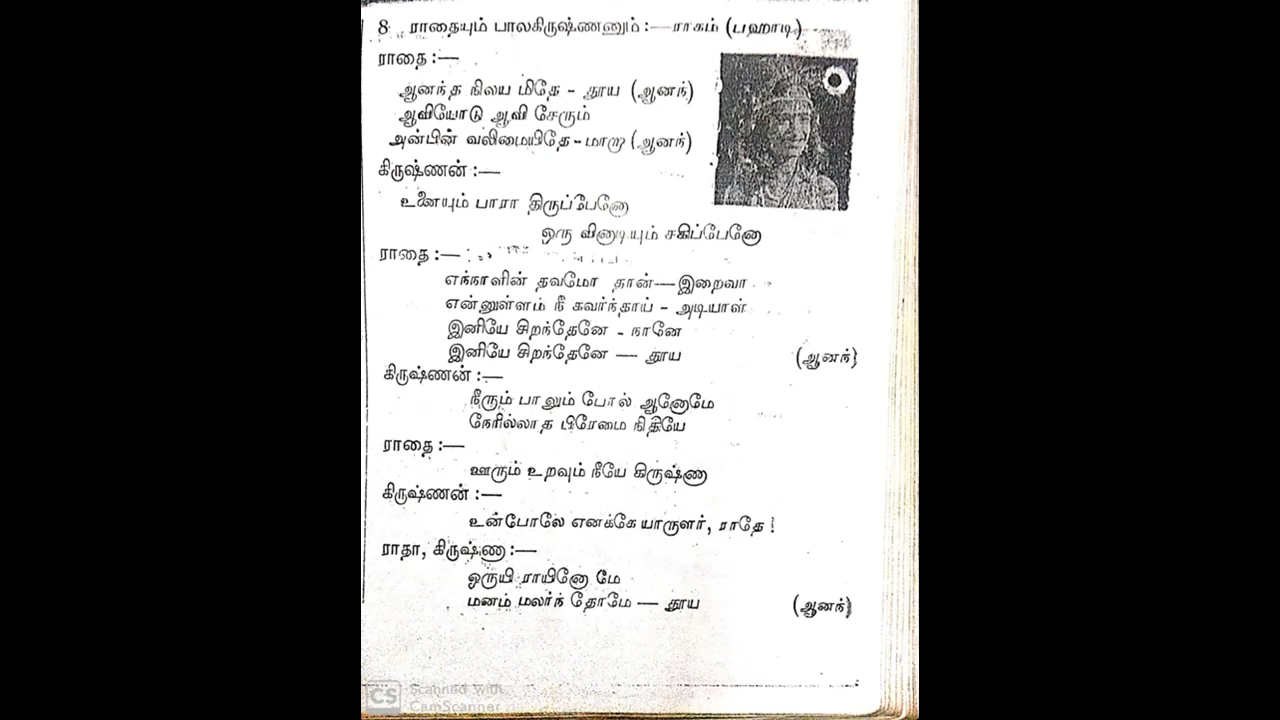 8 ராதையும் பாலகிருஷ்ணனும் :— ராகம் (பஹாடி)
ராதை :—
ஆனந்த நிலய மிதே - தூய (ஆனந்)
ஆவியோடு ஆவி சேரும்
அன்பின் வலிமையிதே - மாறா (ஆனந்)
கிருஷ்ணன் :—
உனையும் பாரா திருப்பேனோ
ஒரு வினாடியும் சகிப்பேனோ
ராதை :—
எந்நாளின் தவமோ தான்—இறைவா
என்னுள்ளம் நீ கவர்ந்தாய் - அடியாள்
இனியே சிறந்தேனே - நானே
இனியே சிறந்தேனே — தூய (ஆனந்)
கிருஷ்ணன் :—
நீரும் பாலும் போல் ஆனோமே
நேரில்லாத பிரேமை நிதியே
ராதை :—
ஊரும் உறவும் நீயே கிருஷ்ணா
கிருஷ்ணன் :—
உன்போலே எனக்கே யாருளர், ராதே !
ராதா, கிருஷ்ணா :—
ஒருயி ராயினோ மே
மனம் மலர்ந் தோமே — தூய (ஆனந்)
CS Scanned with
CamScanner